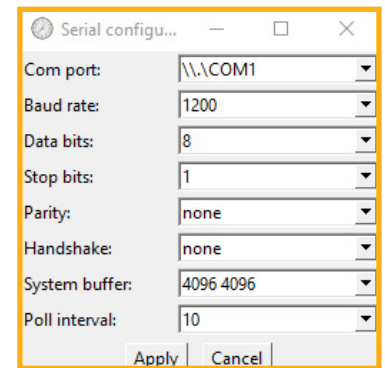 Serial configu...
Com port: \\.\COM1
Baud rate: 1200
Data bits: 8
Stop bits: 1
Parity: none
Handshake: none
System buffer: 4096 4096
Poll interval: 10
Apply Cancel